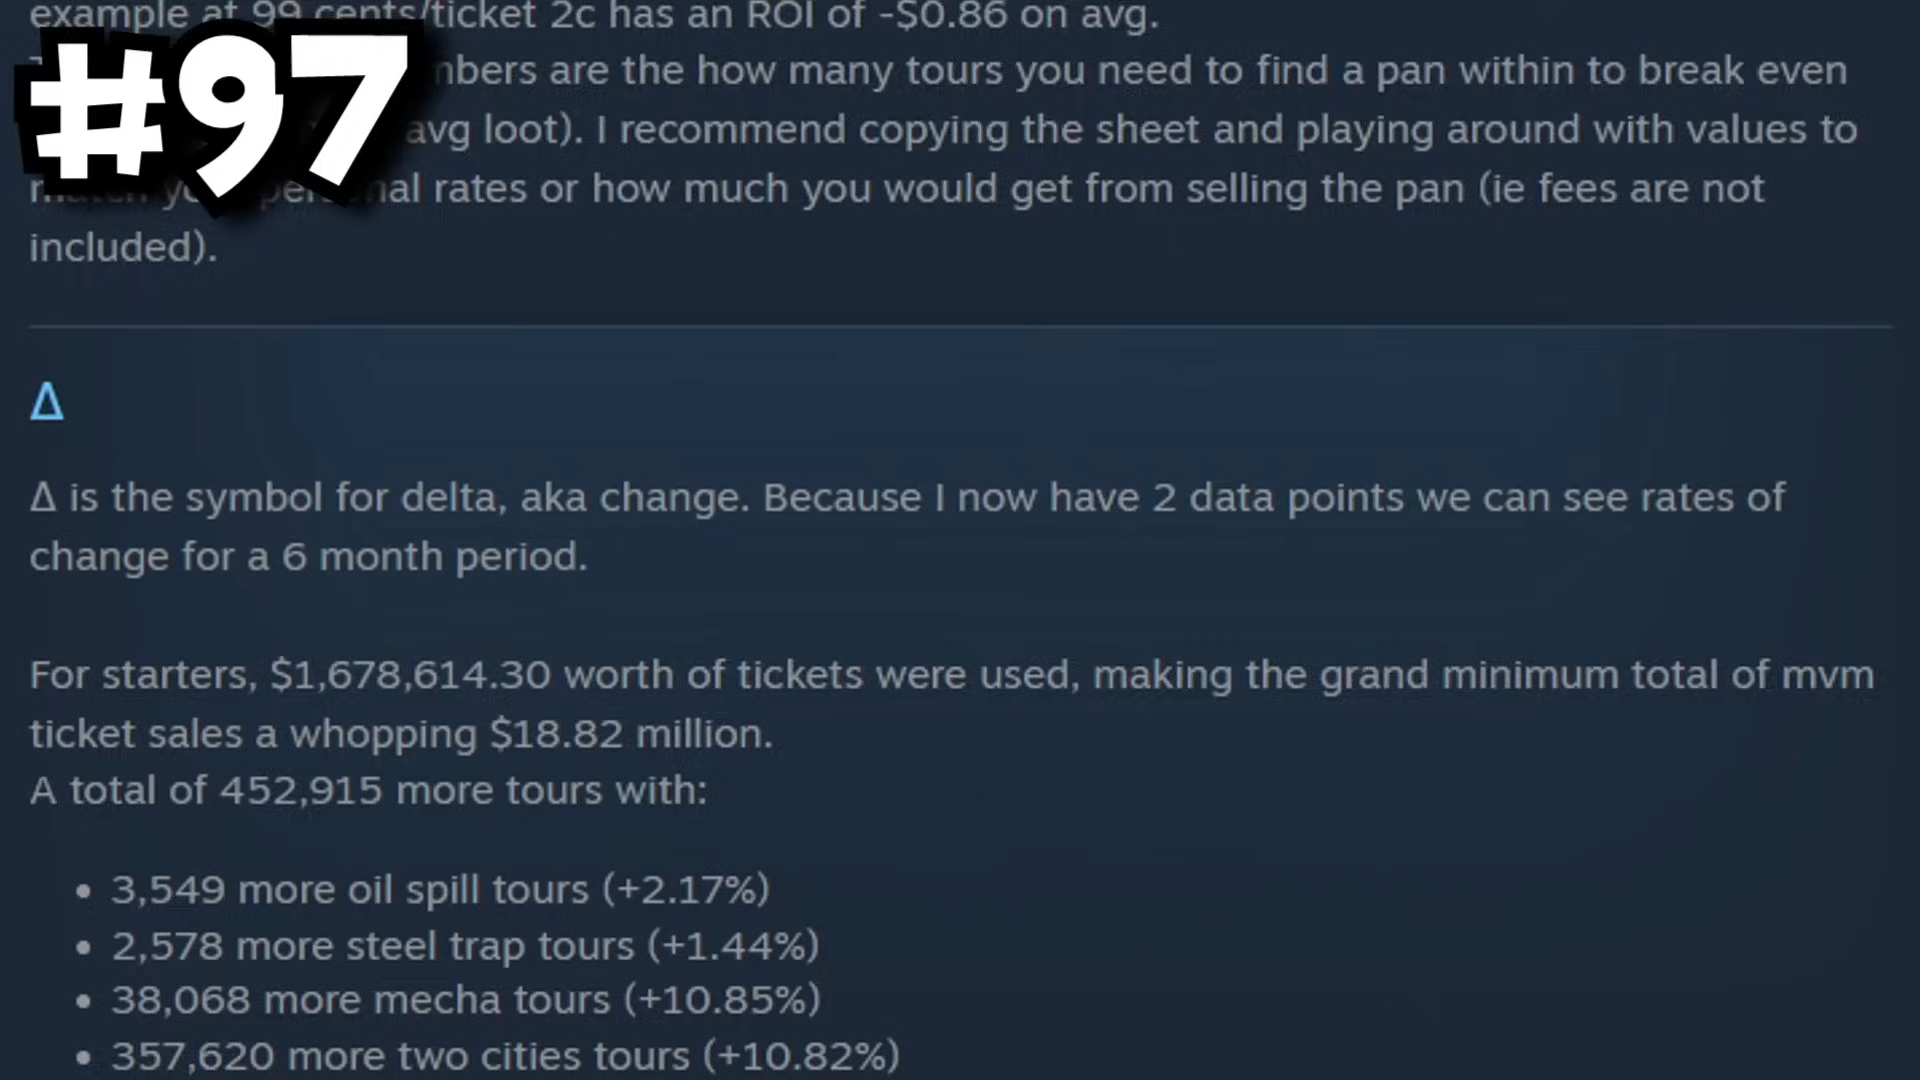 example at 99 cents/ticket 2c has an ROI of -$0.86 on avg.
#97
mbers are the how many tours you need to find a pan within to break even
avg loot). I recommend copying the sheet and playing around with values to
match your personal rates or how much you would get from selling the pan (ie fees are not
included).
Δ
Δ is the symbol for delta, aka change. Because I now have 2 data points we can see rates of
change for a 6 month period.
For starters, $1,678,614.30 worth of tickets were used, making the grand minimum total of mvm
ticket sales a whopping $18.82 million.
A total of 452,915 more tours with:
• 3,549 more oil spill tours (+2.17%)
• 2,578 more steel trap tours (+1.44%)
• 38,068 more mecha tours (+10.85%)
• 357,620 more two cities tours (+10.82%)